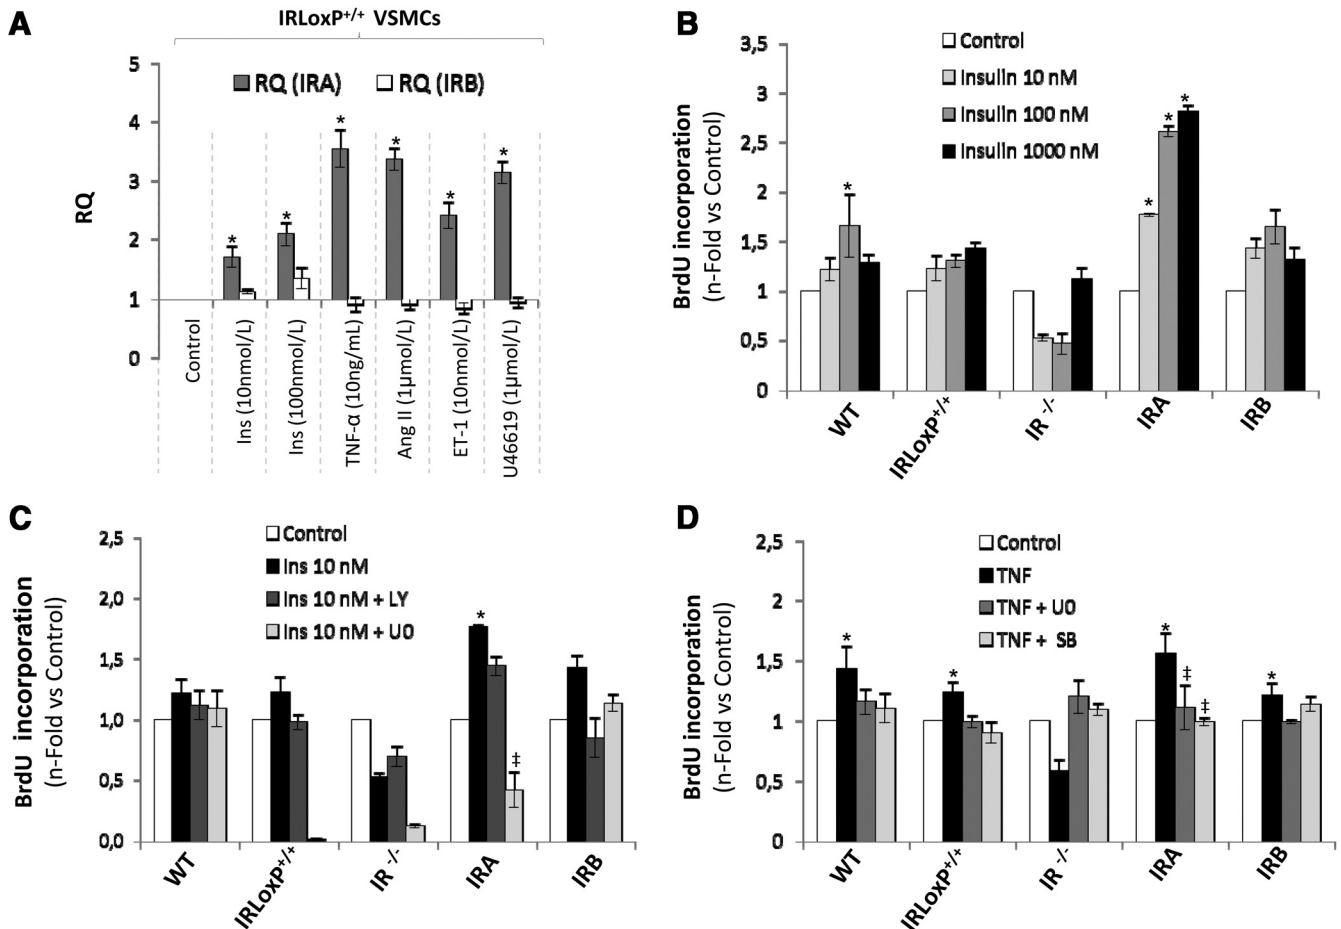 A
IRLoxP+/+ VSMCs
RQ (IRA)
RQ (IRB)
RQ
5
4
3
2
1
0
*
*
*
*
*
*
Control
Ins (10nmol/L)
Ins (100nmol/L)
TNF-α (10ng/mL)
Ang II (1µmol/L)
ET-1 (10nmol/L)
U46619 (1µmol/L)
B
Control
Insulin 10 nM
Insulin 100 nM
Insulin 1000 nM
BrdU incorporation
(n-Fold vs Control)
3,5
3
2,5
2
1,5
1
0,5
0
*
*
*
*
WT
IRLoxP+/+
IR -/-
IRA
IRB
C
Control
Ins 10 nM
Ins 10 nM + LY
Ins 10 nM + U0
BrdU incorporation
(n-Fold vs Control)
2,5
2,0
1,5
1,0
0,5
0,0
*
‡
WT
IRLoxP+/+
IR -/-
IRA
IRB
D
Control
TNF
TNF + U0
TNF + SB
BrdU incorporation
(n-Fold vs Control)
2,5
2
1,5
1
0,5
0
*
*
*
‡
‡
*
WT
IRLoxP+/+
IR -/-
IRA
IRB